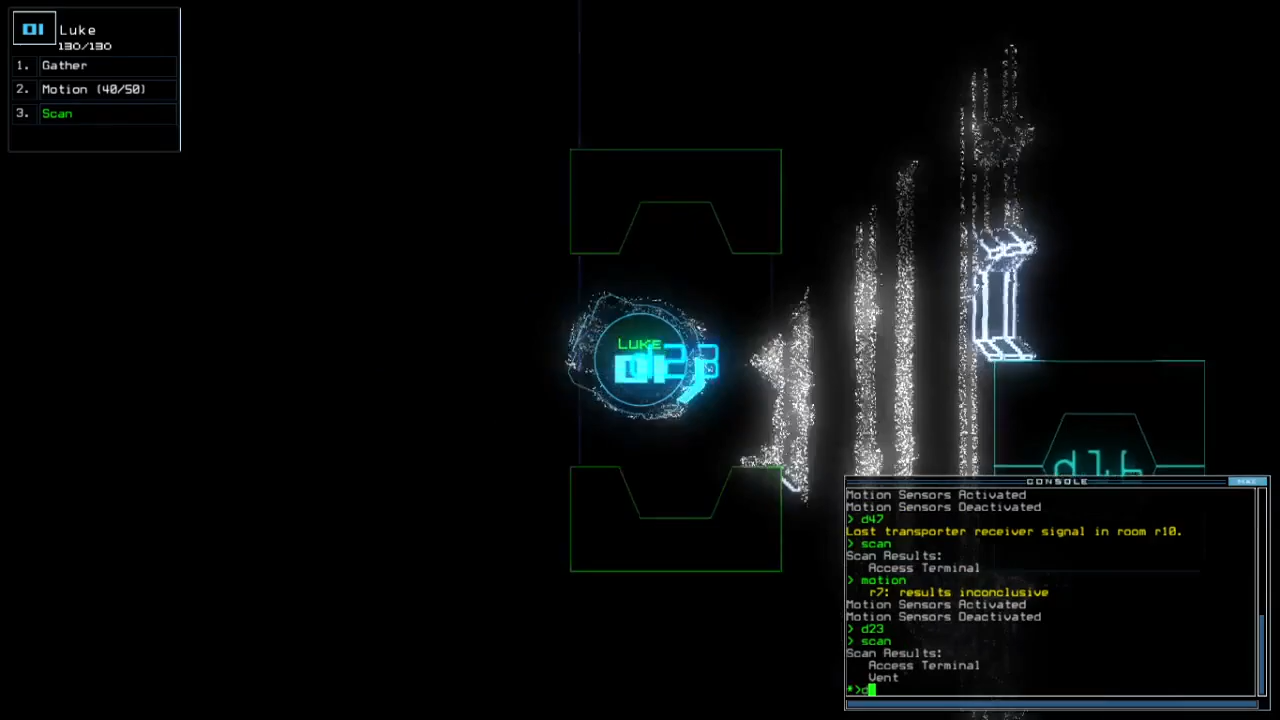 01 Luke
130/130
1. Gather
2. Motion (40/50)
3. Scan
LUKE
01
d23
d16
CONSOLE
Motion Sensors Activated
Motion Sensors Deactivated
> d47
Lost transporter receiver signal in room r10.
> scan
Scan Results:
Access Terminal
> motion
r7: results inconclusive
Motion Sensors Activated
Motion Sensors Deactivated
> d23
> scan
Scan Results:
Access Terminal
Vent
*>d